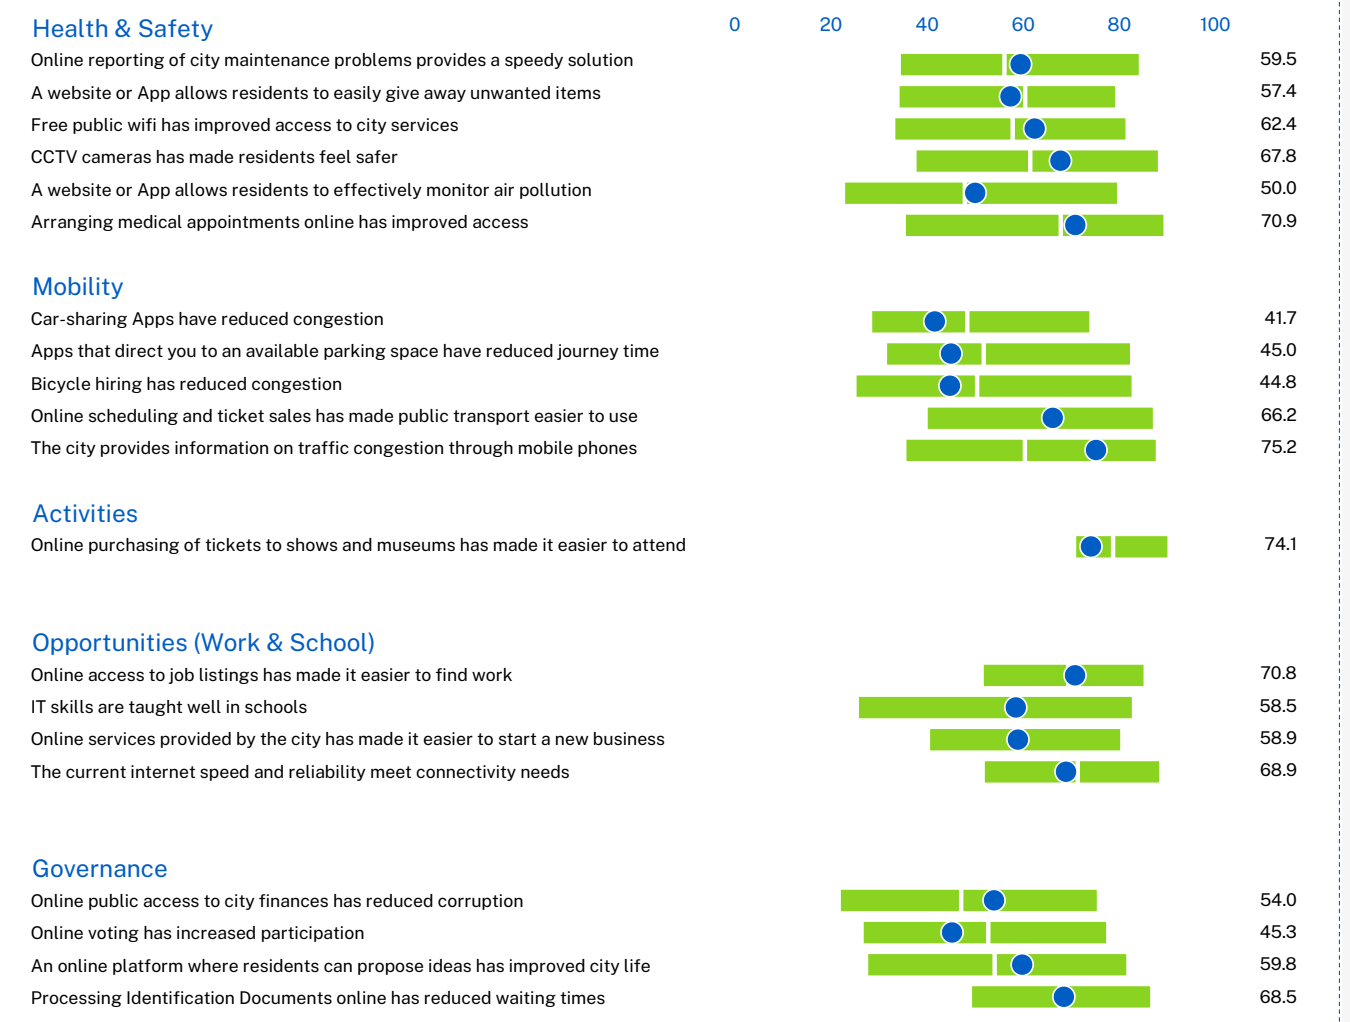 Health & Safety 0 20 40 60 80 100
Online reporting of city maintenance problems provides a speedy solution 59.5
A website or App allows residents to easily give away unwanted items 57.4
Free public wifi has improved access to city services 62.4
CCTV cameras has made residents feel safer 67.8
A website or App allows residents to effectively monitor air pollution 50.0
Arranging medical appointments online has improved access 70.9
Mobility
Car-sharing Apps have reduced congestion 41.7
Apps that direct you to an available parking space have reduced journey time 45.0
Bicycle hiring has reduced congestion 44.8
Online scheduling and ticket sales has made public transport easier to use 66.2
The city provides information on traffic congestion through mobile phones 75.2
Activities
Online purchasing of tickets to shows and museums has made it easier to attend 74.1
Opportunities (Work & School)
Online access to job listings has made it easier to find work 70.8
IT skills are taught well in schools 58.5
Online services provided by the city has made it easier to start a new business 58.9
The current internet speed and reliability meet connectivity needs 68.9
Governance
Online public access to city finances has reduced corruption 54.0
Online voting has increased participation 45.3
An online platform where residents can propose ideas has improved city life 59.8
Processing Identification Documents online has reduced waiting times 68.5